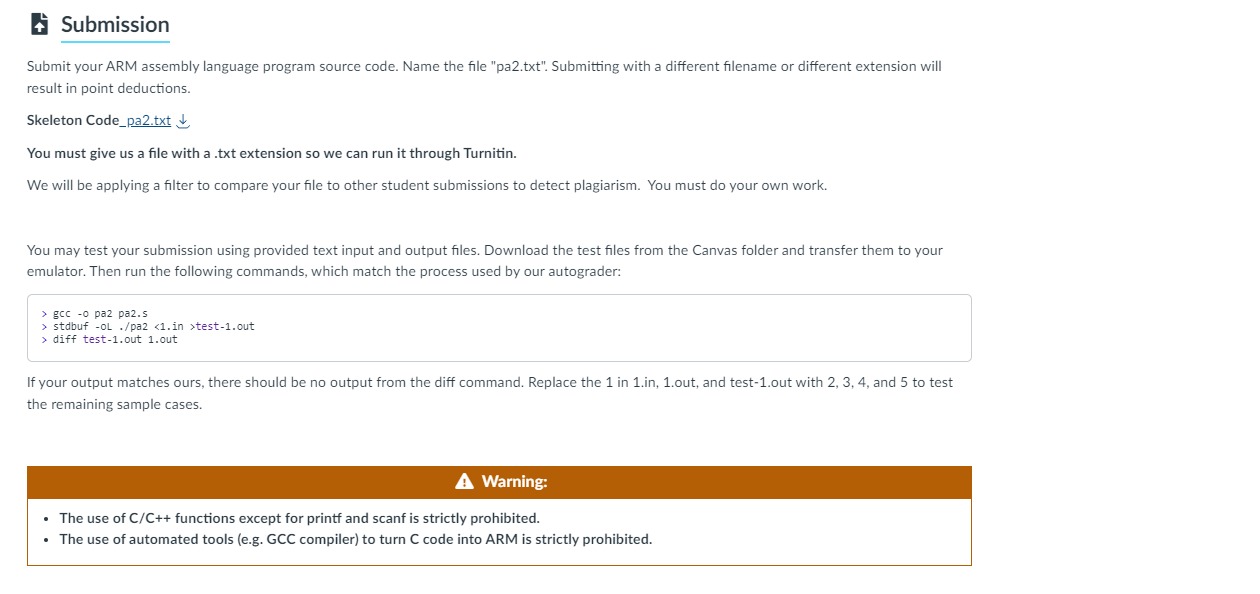 Submission
Submit your ARM assembly language program source code. Name the file "pa2.txt". Submitting with a different filename or different extension will
result in point deductions.
Skeleton Code pa2.txt
You must give us a file with a .txt extension so we can run it through Turnitin.
We will be applying a filter to compare your file to other student submissions to detect plagiarism.  You must do your own work.
You may test your submission using provided text input and output files. Download the test files from the Canvas folder and transfer them to your
emulator. Then run the following commands, which match the process used by our autograder:
> gcc -o pa2 pa2.s
> stdbuf -oL ./pa2 <1.in >test-1.out
> diff test-1.out 1.out
If your output matches ours, there should be no output from the diff command. Replace the 1 in 1.in, 1.out, and test-1.out with 2, 3, 4, and 5 to test
the remaining sample cases.
Warning:
• The use of C/C++ functions except for printf and scanf is strictly prohibited.
• The use of automated tools (e.g. GCC compiler) to turn C code into ARM is strictly prohibited.